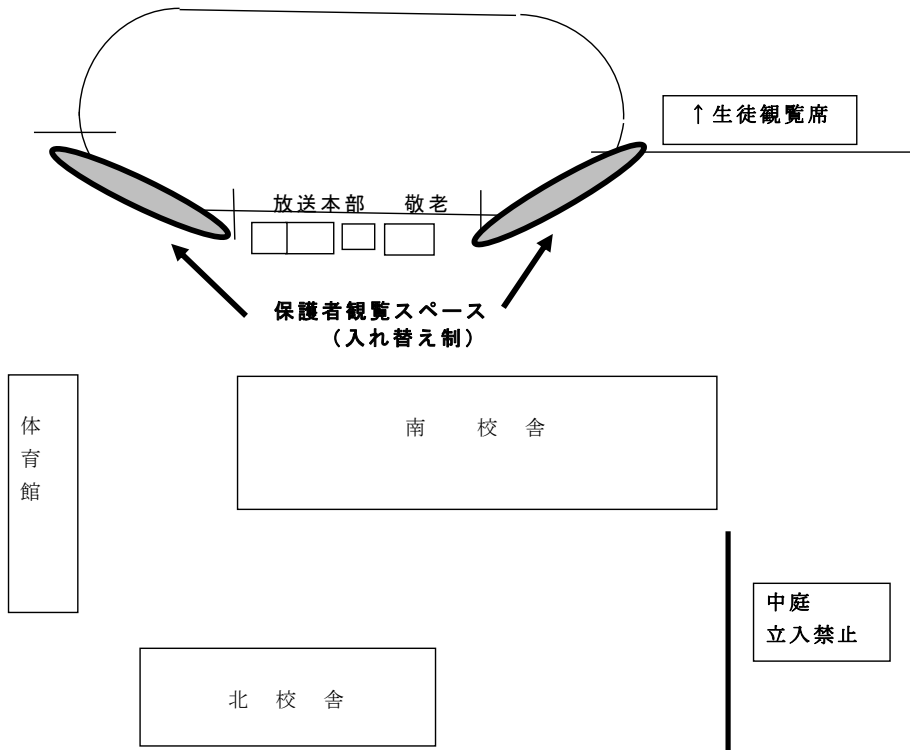 ↑生徒観覧席
放送本部 敬老
保護者観覧スペース
（入れ替え制）
体育館
南 校 舎
中庭
立入禁止
北 校 舎